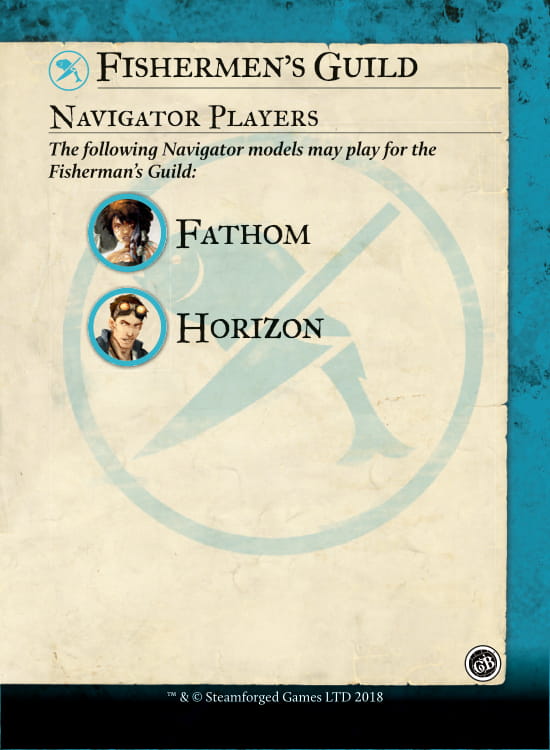 Fishermen's Guild
Navigator Players
The following Navigator models may play for the
Fisherman's Guild:
Fathom
Horizon
GB
™ & © Steamforged Games LTD 2018